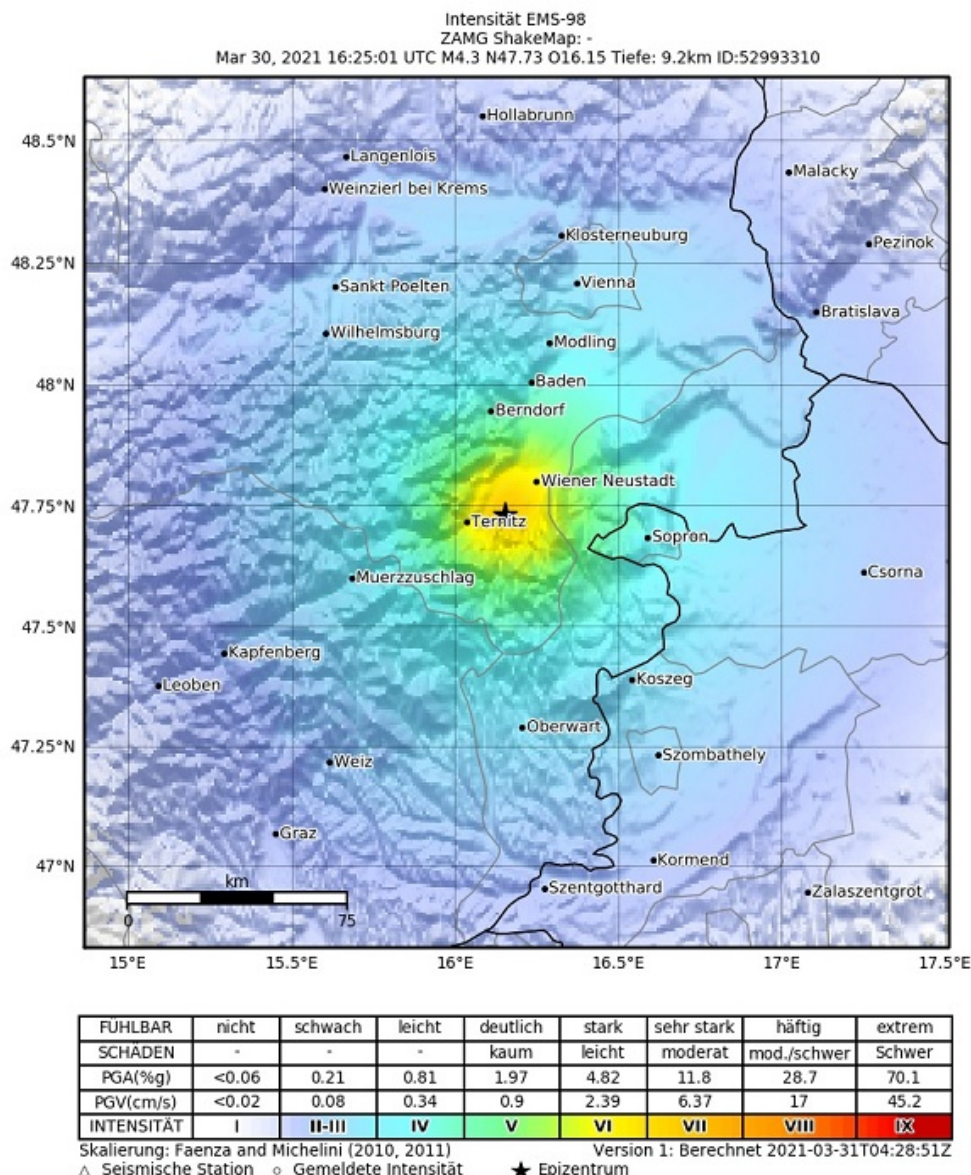 Intensität EMS-98
ZAMG ShakeMap: -
Mar 30, 2021 16:25:01 UTC M4.3 N47.73 O16.15 Tiefe: 9.2km ID:52993310
Hollabrunn
48.5°N
Langenlois
Malacky
Weinzierl bei Krems
Klosterneuburg
Pezinok
48.25°N
Sankt Poelten
Vienna
Bratislava
Wilhelmsburg
Modling
48°N
Baden
Berndorf
Wiener Neustadt
47.75°N
Ternitz
Sopron
Csorna
Muerzzuschlag
47.5°N
Kapfenberg
Leoben
Koszeg
Oberwart
47.25°N
Szombathely
Weiz
Graz
47°N
Kormend
km
Szentgotthard
Zalaszentgrot
0 75
15°E 15.5°E 16°E 16.5°E 17°E 17.5°E
FÜHLBAR nicht schwach leicht deutlich stark sehr stark häftig extrem
SCHÄDEN - - - kaum leicht moderat mod./schwer Schwer
PGA(%g) <0.06 0.21 0.81 1.97 4.82 11.8 28.7 70.1
PGV(cm/s) <0.02 0.08 0.34 0.9 2.39 6.37 17 45.2
INTENSITÄT I II-III IV V VI VII VIII IX
Skalierung: Faenza and Michelini (2010, 2011) Version 1: Berechnet 2021-03-31T04:28:51Z
△ Seismische Station ○ Gemeldete Intensität ★ Epizentrum